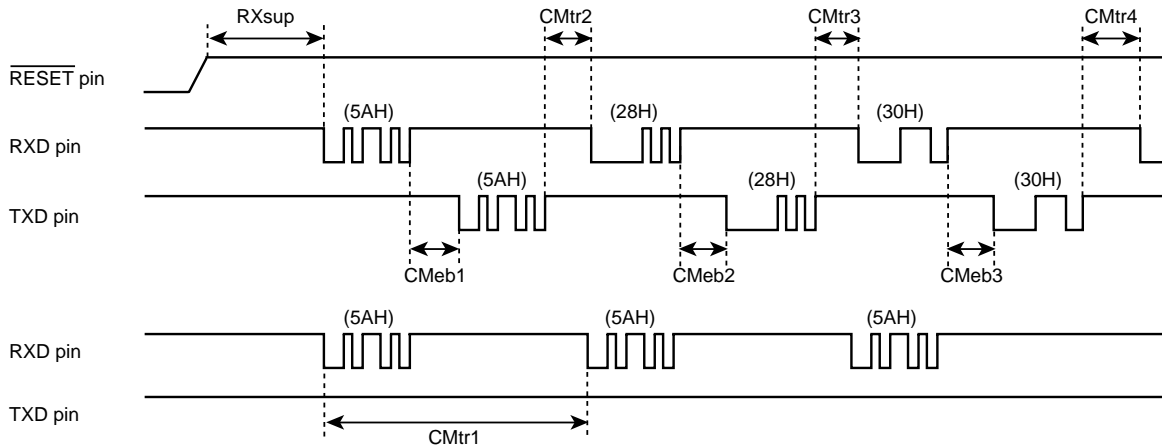 RXsup CMtr2 CMtr3 CMtr4
RESET pin
(5AH) (28H) (30H)
RXD pin
(5AH) (28H) (30H)
TXD pin
CMeb1 CMeb2 CMeb3
(5AH) (5AH) (5AH)
RXD pin
TXD pin
CMtr1